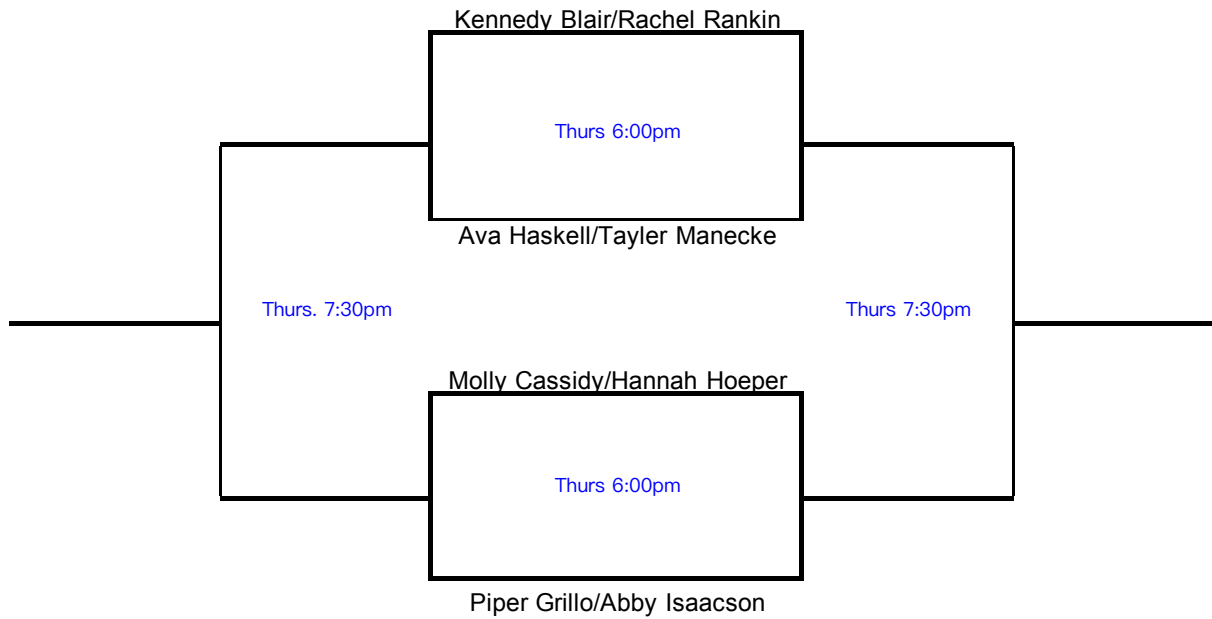 Kennedy Blair/Rachel Rankin
Thurs 6:00pm
Ava Haskell/Tayler Manecke
Thurs. 7:30pm
Thurs 7:30pm
Molly Cassidy/Hannah Hoeper
Thurs 6:00pm
Piper Grillo/Abby Isaacson